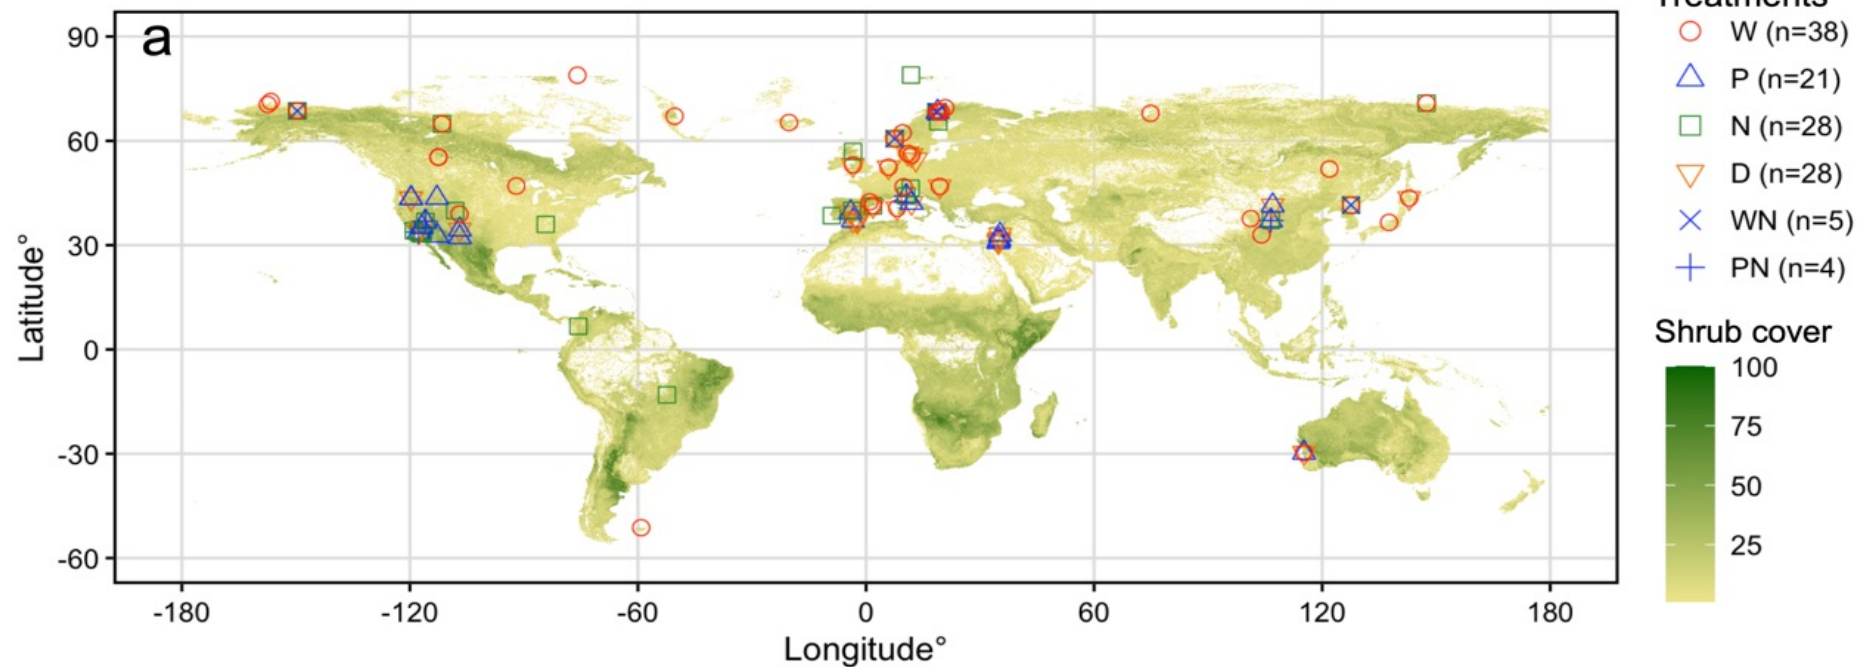 a
Latitude°
90
60
30
0
-30
-60
-180
-120
-60
0
60
120
180
Longitude°
Treatments
W (n=38)
P (n=21)
N (n=28)
D (n=28)
WN (n=5)
PN (n=4)
Shrub cover
100
75
50
25